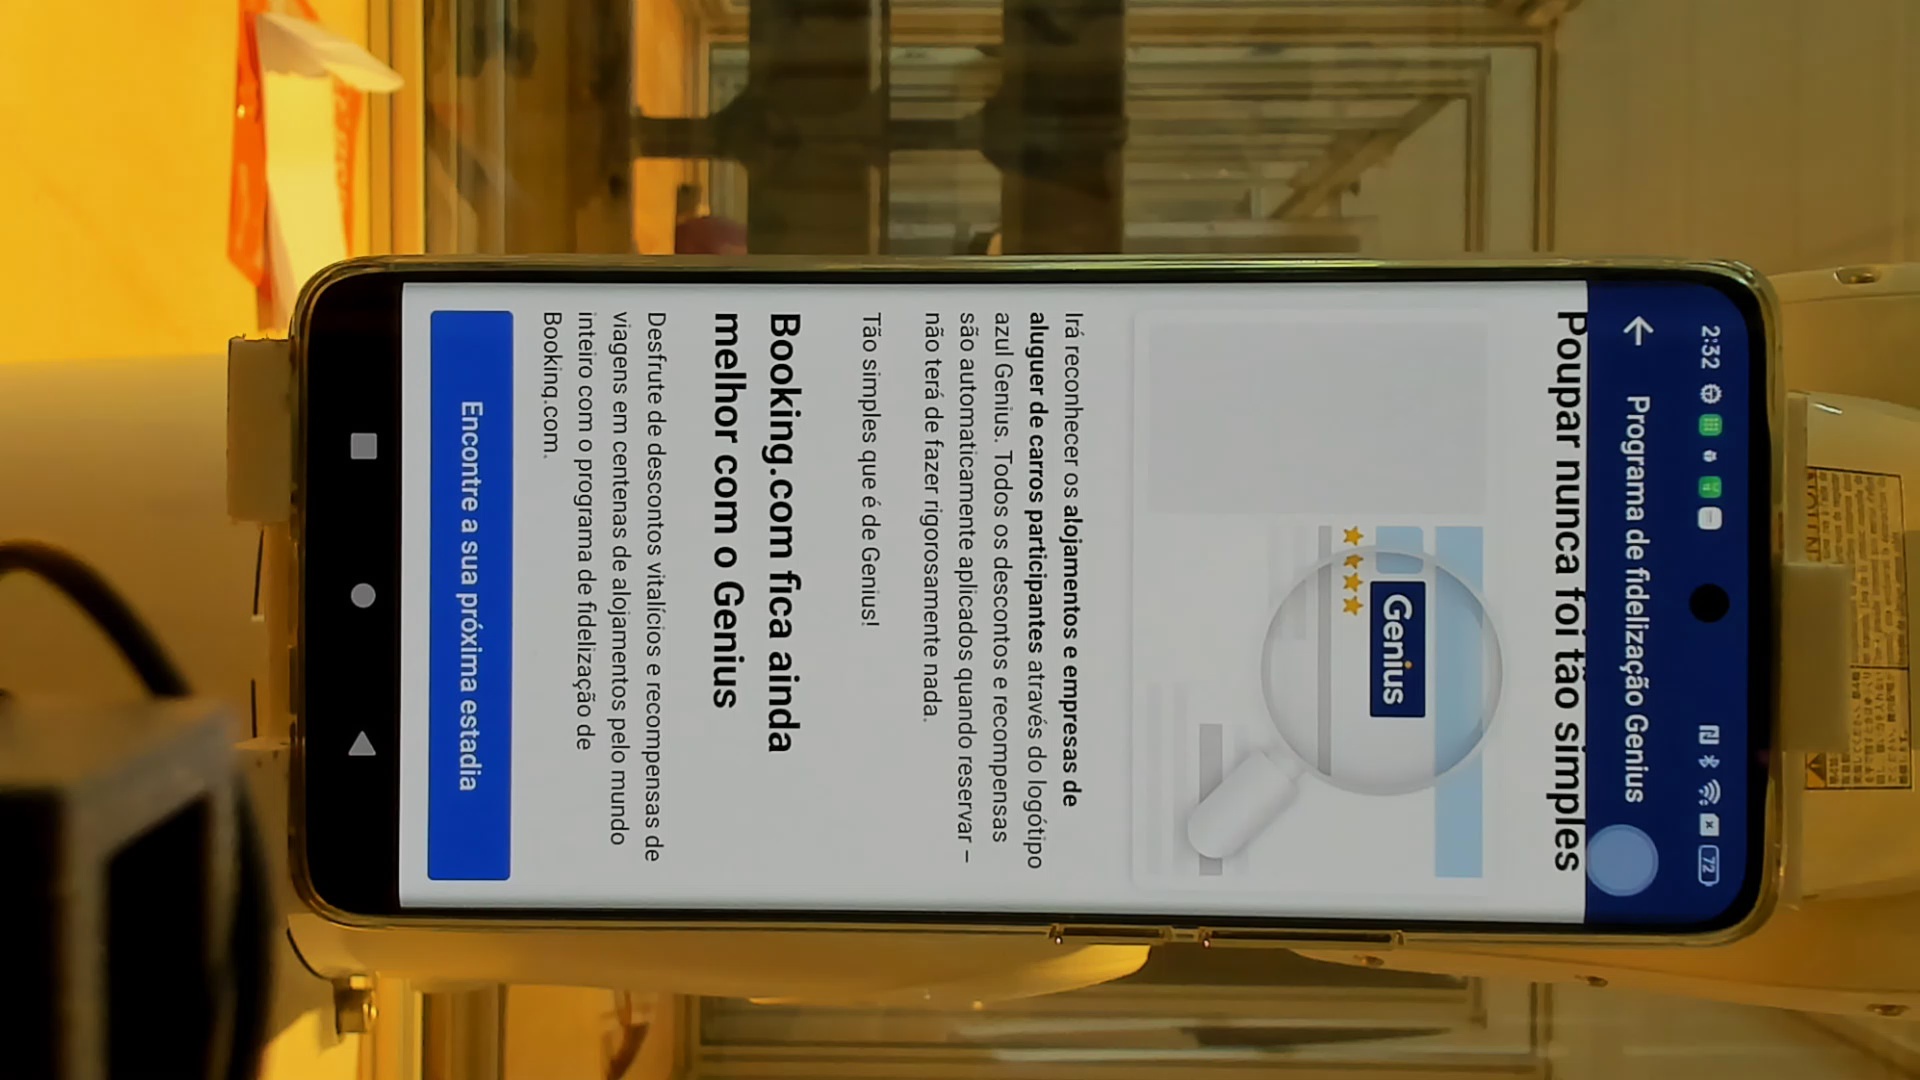 2:32
72
Programa de fidelização Genius
Poupar nunca foi tão simples
Genius
Irá reconhecer os alojamentos e empresas de
aluguer de carros participantes através do logótipo
azul Genius. Todos os descontos e recompensas
são automaticamente aplicados quando reservar –
não terá de fazer rigorosamente nada.
Tão simples que é de Genius!
Booking.com fica ainda
melhor com o Genius
Desfrute de descontos vitalícios e recompensas de
viagens em centenas de alojamentos pelo mundo
inteiro com o programa de fidelização de
Booking.com.
Encontre a sua próxima estadia